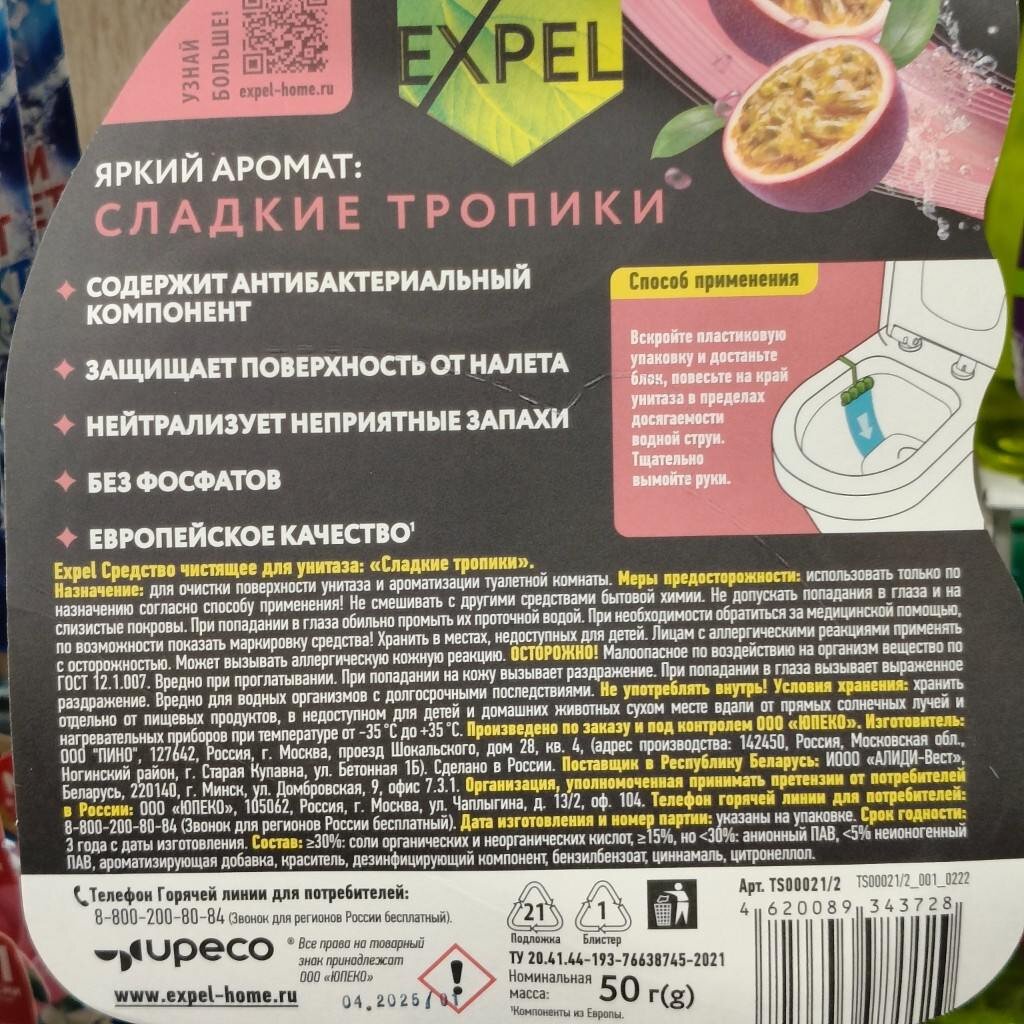 УЗНАЙ
БОЛЬШЕ!
expel-home.ru
EXPEL
ЯРКИЙ АРОМАТ:
СЛАДКИЕ ТРОПИКИ
СОДЕРЖИТ АНТИБАКТЕРИАЛЬНЫЙ
КОМПОНЕНТ
ЗАЩИЩАЕТ ПОВЕРХНОСТЬ ОТ НАЛЕТА
НЕЙТРАЛИЗУЕТ НЕПРИЯТНЫЕ ЗАПАХИ
БЕЗ ФОСФАТОВ
ЕВРОПЕЙСКОЕ КАЧЕСТВО¹
Способ применения
Вскройте пластиковую
упаковку и достаньте
блок, повесьте на край
унитаза в пределах
досягаемости
водной струи.
Тщательно
вымойте руки.
Expel Средство чистящее для унитаза: «Сладкие тропики».
Назначение: для очистки поверхности унитаза и ароматизации туалетной комнаты. Меры предосторожности: использовать только по
назначению согласно способу применения! Не смешивать с другими средствами бытовой химии. Не допускать попадания в глаза и на
слизистые покровы. При попадании в глаза обильно промыть их проточной водой. При необходимости обратиться за медицинской помощью,
по возможности показать маркировку средства! Хранить в местах, недоступных для детей. Лицам с аллергическими реакциями применять
с осторожностью. Может вызывать аллергическую кожную реакцию. ОСТОРОЖНО! Малоопасное по воздействию на организм вещество по
ГОСТ 12.1.007. Вредно при проглатывании. При попадании на кожу вызывает раздражение. При попадании в глаза вызывает выраженное
раздражение. Вредно для водных организмов с долгосрочными последствиями. Не употреблять внутрь! Условия хранения: хранить
отдельно от пищевых продуктов, в недоступном для детей и домашних животных сухом месте вдали от прямых солнечных лучей и
нагревательных приборов при температуре от -35 °С до +35 °С. Произведено по заказу и под контролем ООО «ЮПЕКО». Изготовитель:
ООО "ПИНО", 127642, Россия, г. Москва, проезд Шокальского, дом 28, кв. 4, (адрес производства: 142450, Россия, Московская обл.,
Ногинский район, г. Старая Купавна, ул. Бетонная 1Б). Сделано в России. Поставщик в Республику Беларусь: ИООО «АЛИДИ-Вест»,
Беларусь, 220140, г. Минск, ул. Домбровская, 9, офис 7.3.1. Организация, уполномоченная принимать претензии от потребителей
в России: ООО «ЮПЕКО», 105062, Россия, г. Москва, ул. Чаплыгина, д. 13/2, оф. 104. Телефон горячей линии для потребителей:
8-800-200-80-84 (Звонок для регионов России бесплатный). Дата изготовления и номер партии: указаны на упаковке. Срок годности:
3 года с даты изготовления. Состав: ≥30%: соли органических и неорганических кислот, ≥15%, но <30%: анионный ПАВ, <5% неионогенный
ПАВ, ароматизирующая добавка, краситель, дезинфицирующий компонент, бензилбензоат, циннамаль, цитронеллол.
Телефон Горячей линии для потребителей:
8-800-200-80-84 (Звонок для регионов России бесплатный).
upeco
® Все права на товарный
знак принадлежат
ООО «ЮПЕКО»
www.expel-home.ru
04.2025/01
21
Подложка
1
Блистер
ТУ 20.41.44-193-76638745-2021
Номинальная
масса: 50 г(g)
¹Компоненты из Европы.
Арт. TS00021/2 TS00021/2_001_0222
4 620089 343728